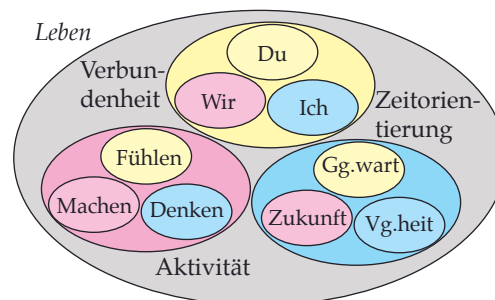 Leben
Du
Verbun-
denheit
Wir
Ich
Zeitorien-
tierung
Fühlen
Machen
Denken
Aktivität
Gg.wart
Zukunft
Vg.heit